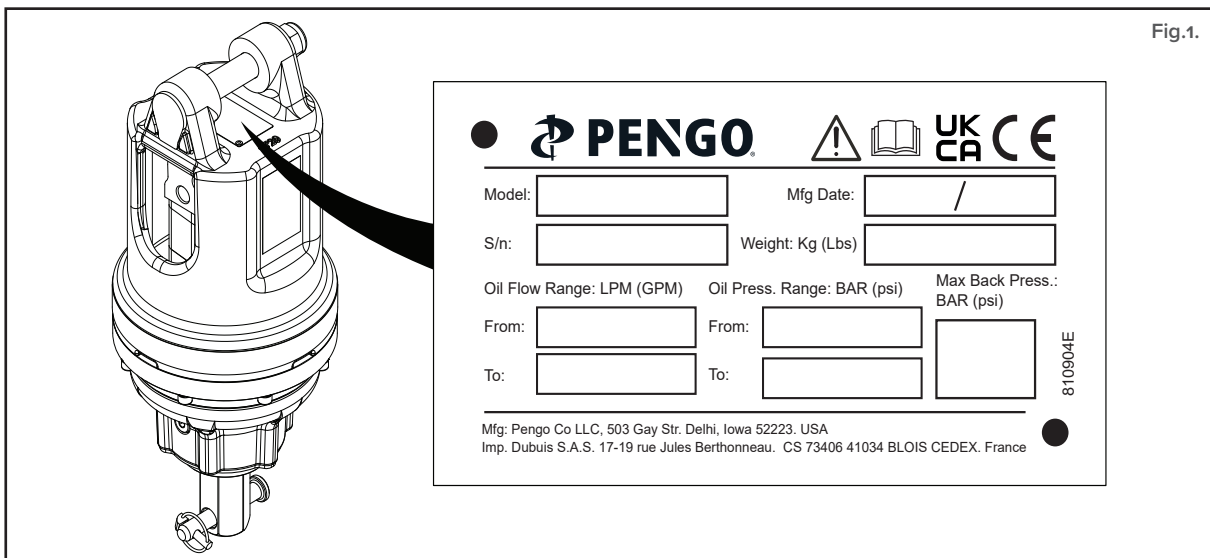 Fig.1.
PENGO®
UK
CA
CE
Model:
Mfg Date:
/
S/n:
Weight: Kg (Lbs)
Oil Flow Range: LPM (GPM)
Oil Press. Range: BAR (psi)
Max Back Press.:
BAR (psi)
From:
From:
To:
To:
810904E
Mfg: Pengo Co LLC, 503 Gay Str. Delhi, Iowa 52223. USA
Imp. Dubuis S.A.S. 17-19 rue Jules Berthonneau. CS 73406 41034 BLOIS CEDEX. France